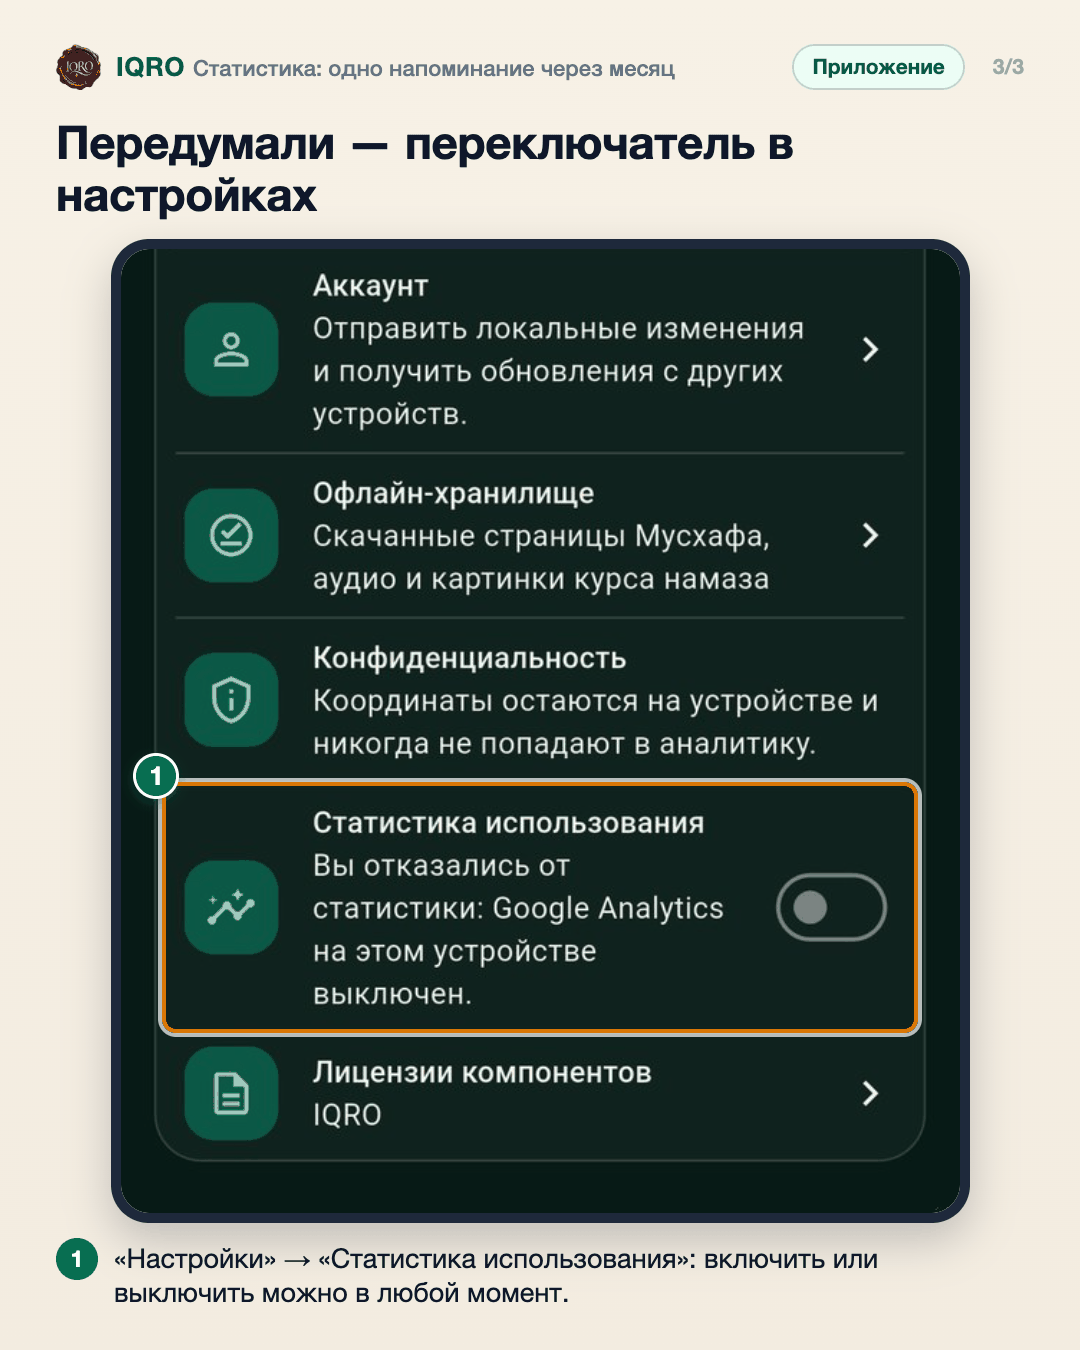 IQRO
IQRO Статистика: одно напоминание через месяц
Приложение
3/3
Передумали — переключатель в
настройках
Аккаунт
Отправить локальные изменения
и получить обновления с других
устройств.
Офлайн-хранилище
Скачанные страницы Мусхафа,
аудио и картинки курса намаза
Конфиденциальность
Координаты остаются на устройстве и
никогда не попадают в аналитику.
1
Статистика использования
Вы отказались от
статистики: Google Analytics
на этом устройстве
выключен.
Лицензии компонентов
IQRO
1
«Настройки» → «Статистика использования»: включить или
выключить можно в любой момент.